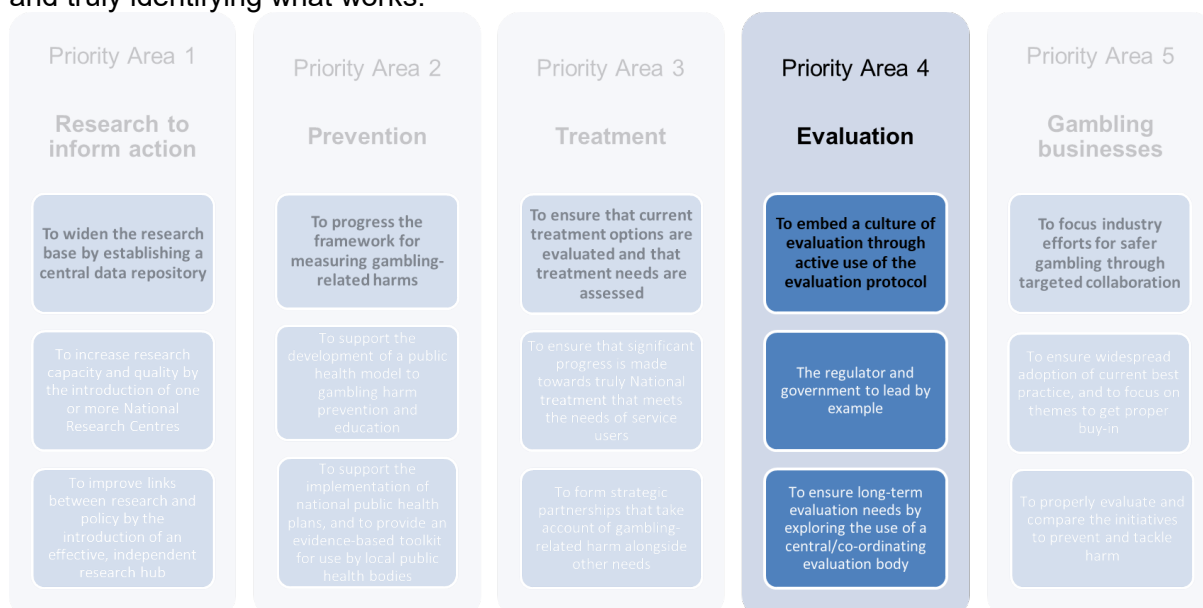 and truly identifying what works.
Priority Area 1
Research to
inform action
To widen the research
base by establishing a
central data repository
To increase research
capacity and quality by
the introduction of one
or more National
Research Centres
To improve links
between research and
policy by the
introduction of an
effective, independent
research hub
Priority Area 2
Prevention
To progress the
framework for
measuring gambling-
related harms
To support the
development of a public
health model to
gambling harm
prevention and
education
To support the
implementation of
national public health
plans, and to provide an
evidence-based toolkit
for use by local public
health bodies
Priority Area 3
Treatment
To ensure that current
treatment options are
evaluated and that
treatment needs are
assessed
To ensure that significant
progress is made
towards truly National
treatment that meets
the needs of service
users
To form strategic
partnerships that take
account of gambling-
related harm alongside
other needs
Priority Area 4
Evaluation
To embed a culture of
evaluation through
active use of the
evaluation protocol
The regulator and
government to lead by
example
To ensure long-term
evaluation needs by
exploring the use of a
central/co-ordinating
evaluation body
Priority Area 5
Gambling
businesses
To focus industry
efforts for safer
gambling through
targeted collaboration
To ensure widespread
adoption of current best
practice, and to focus on
themes to get proper
buy-in
To properly evaluate and
compare the initiatives
to prevent and tackle
harm